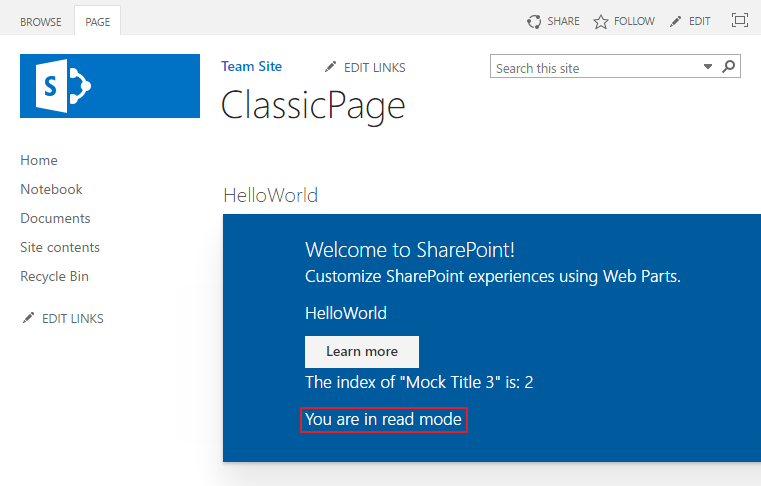 BROWSE PAGE SHARE FOLLOW EDIT
S
Team Site EDIT LINKS Search this site
ClassicPage
Home
Notebook
Documents
Site contents
Recycle Bin
EDIT LINKS
HelloWorld
Welcome to SharePoint!
Customize SharePoint experiences using Web Parts.
HelloWorld
Learn more
The index of "Mock Title 3" is: 2
You are in read mode